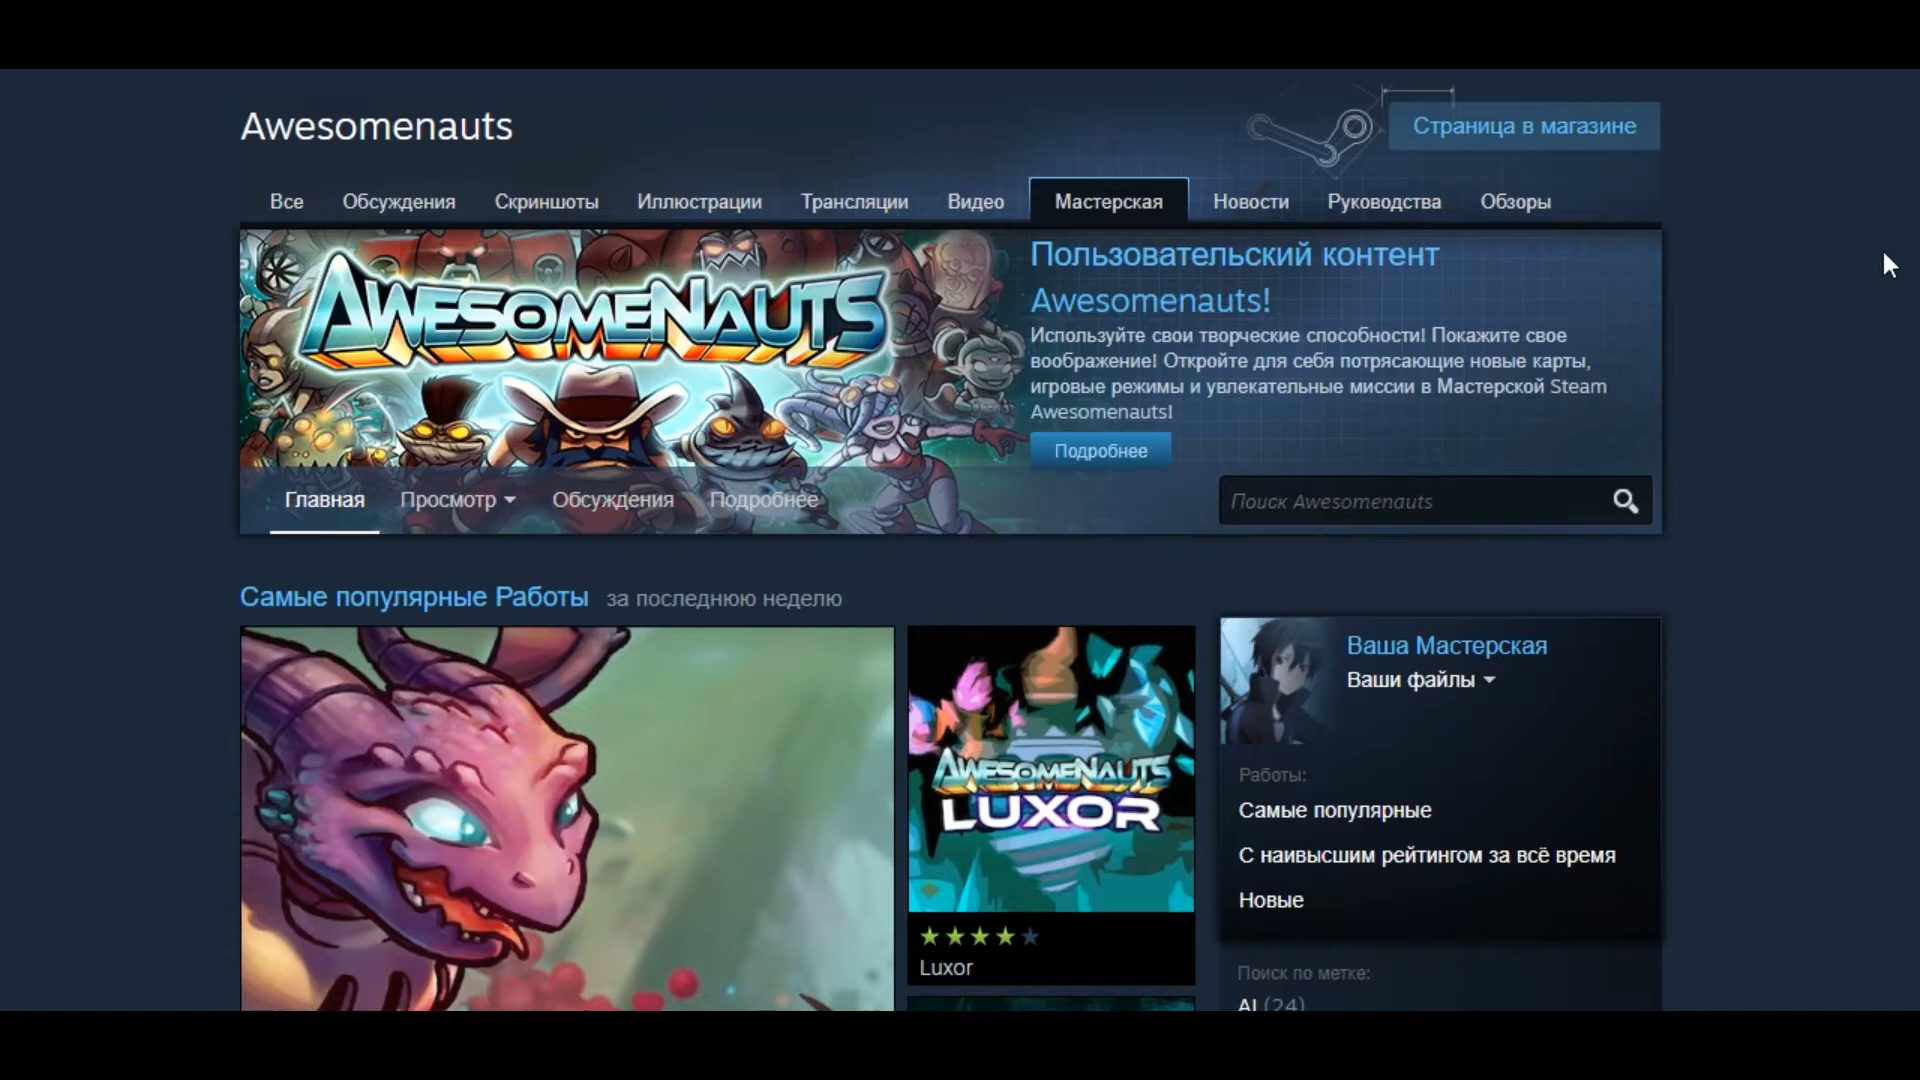 Awesomenauts
Страница в магазине
Все Обсуждения Скриншоты Иллюстрации Трансляции Видео Мастерская Новости Руководства Обзоры
AWESOMENAUTS
Пользовательский контент
Awesomenauts!
Используйте свои творческие способности! Покажите свое
воображение! Откройте для себя потрясающие новые карты,
игровые режимы и увлекательные миссии в Мастерской Steam
Awesomenauts!
Подробнее
Главная Просмотр Обсуждения Подробнее
Поиск Awesomenauts
Самые популярные Работы за последнюю неделю
AWESOMENAUTS
LUXOR
Luxor
Ваша Мастерская
Ваши файлы
Работы:
Самые популярные
С наивысшим рейтингом за всё время
Новые
Поиск по метке:
AI (24)